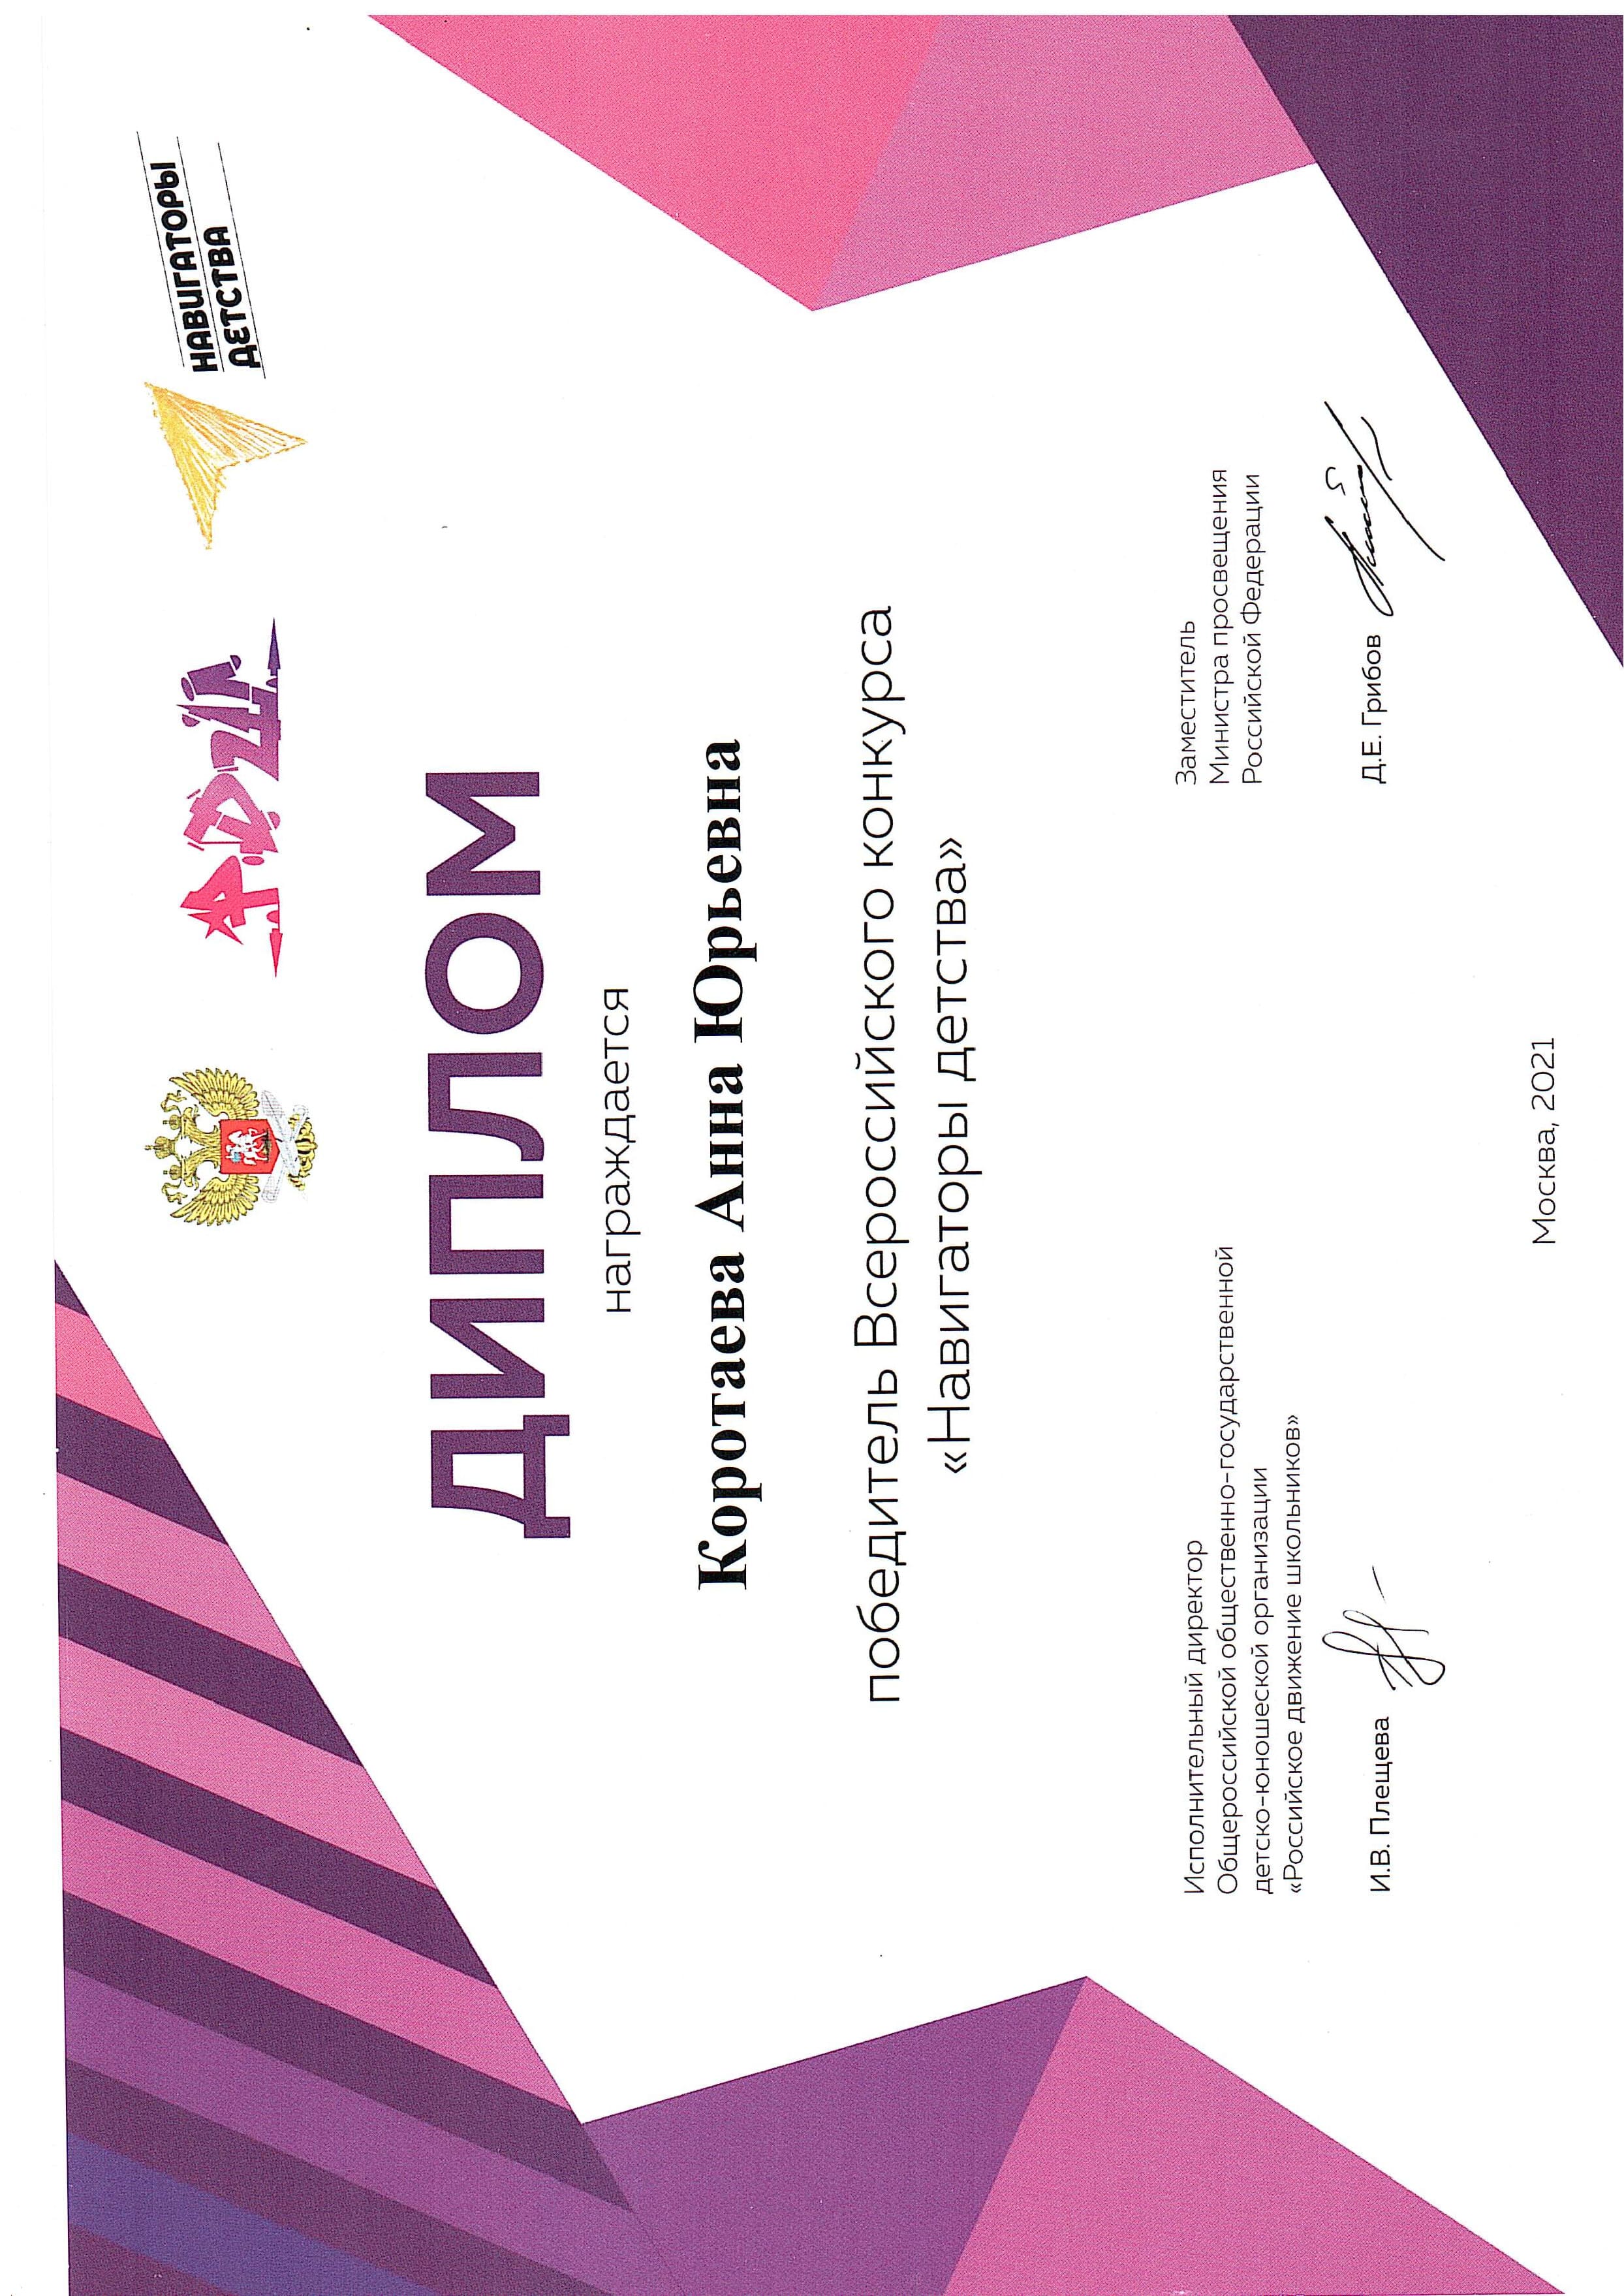 НАВИГАТОРЫ
ДЕТСТВА
ДИПЛОМ
награждается
Коротаева Анна Юрьевна
победитель Всероссийского конкурса
«Навигаторы детства»
Исполнительный директор
Общероссийской общественно-государственной
детско-юношеской организации
«Российское движение школьников»
И.В. Плещева
Заместитель
Министра просвещения
Российской Федерации
Д.Е. Грибов
Москва, 2021